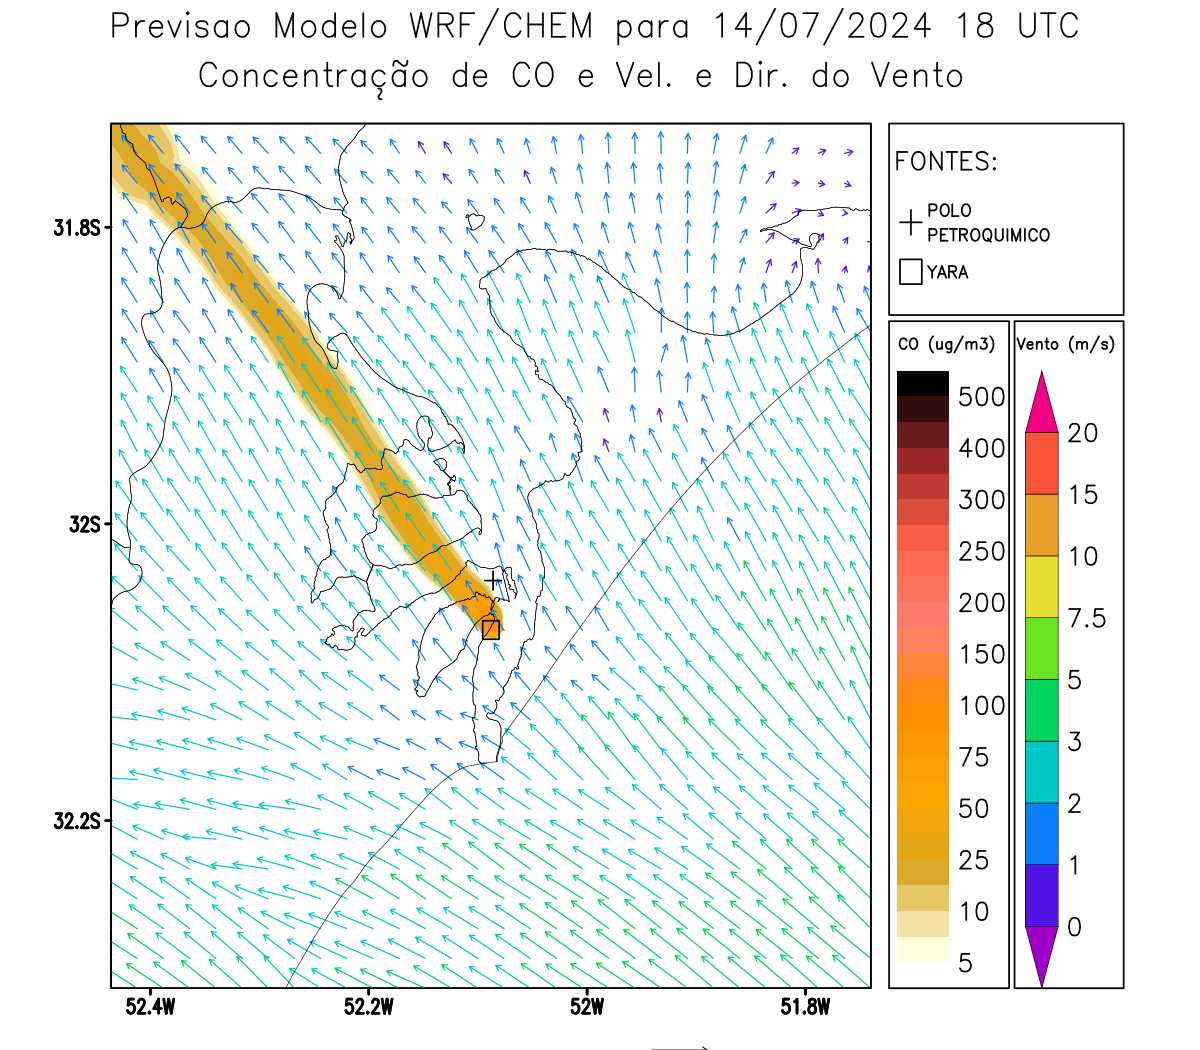 Previsao Modelo WRF/CHEM para 14/07/2024 18 UTC
Concentração de CO e Vel. e Dir. do Vento
FONTES:
POLO
PETROQUIMICO
YARA
31.8S
32S
32.2S
52.4W
52.2W
52W
51.8W
CO (ug/m3)
500
400
300
250
200
150
100
75
50
25
10
5
Vento (m/s)
20
15
10
7.5
5
3
2
1
0